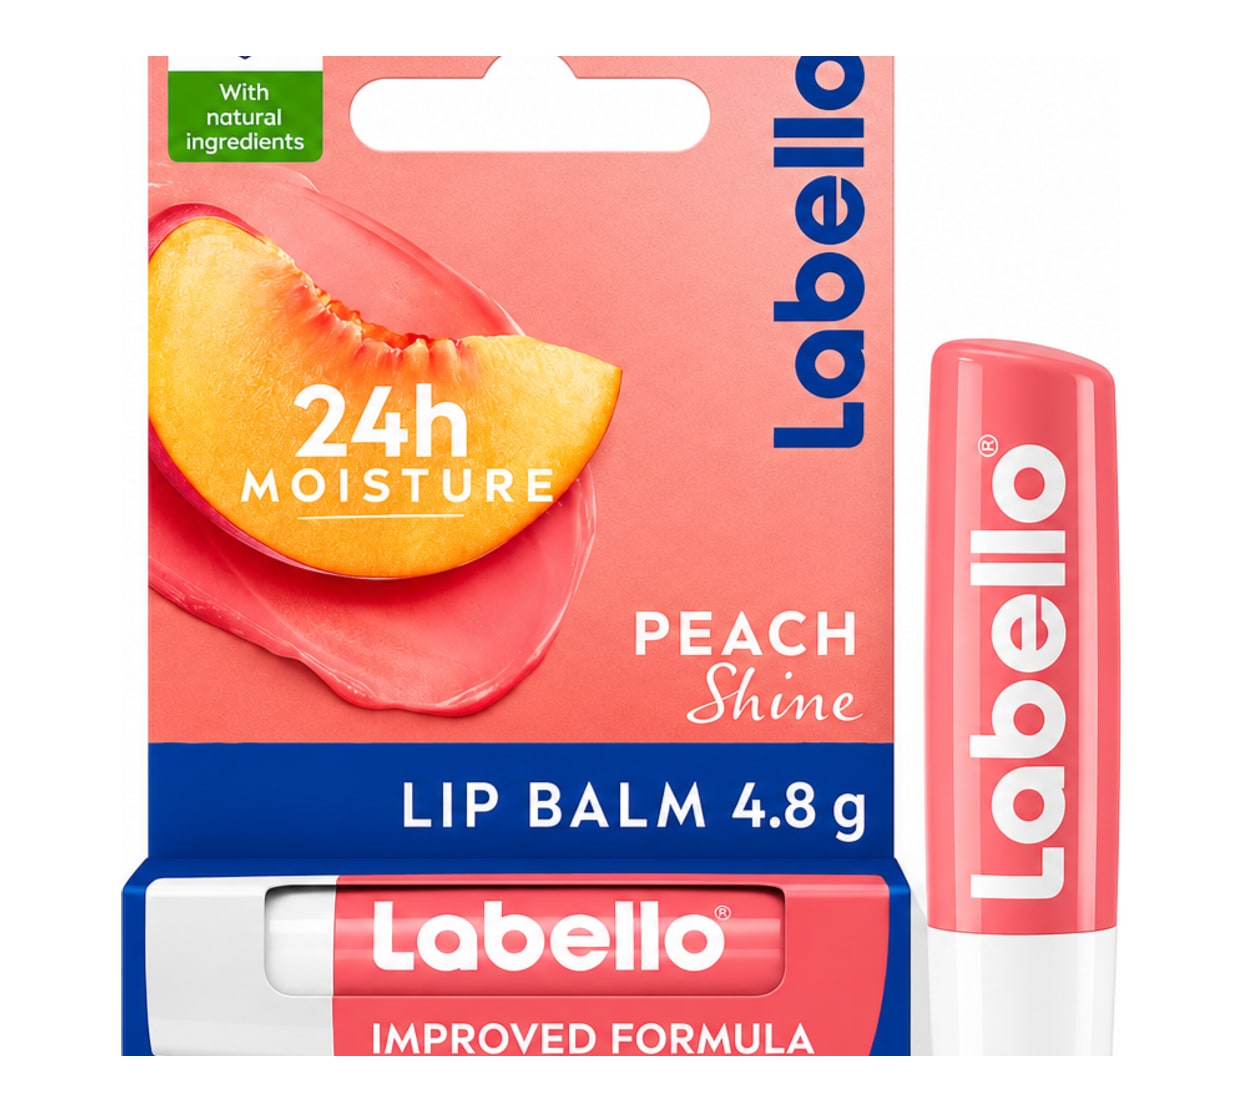 With
natural
ingredients
Labello
24h
MOISTURE
PEACH
Shine
LIP BALM 4.8 g
Labello®
IMPROVED FORMULA
Labello®